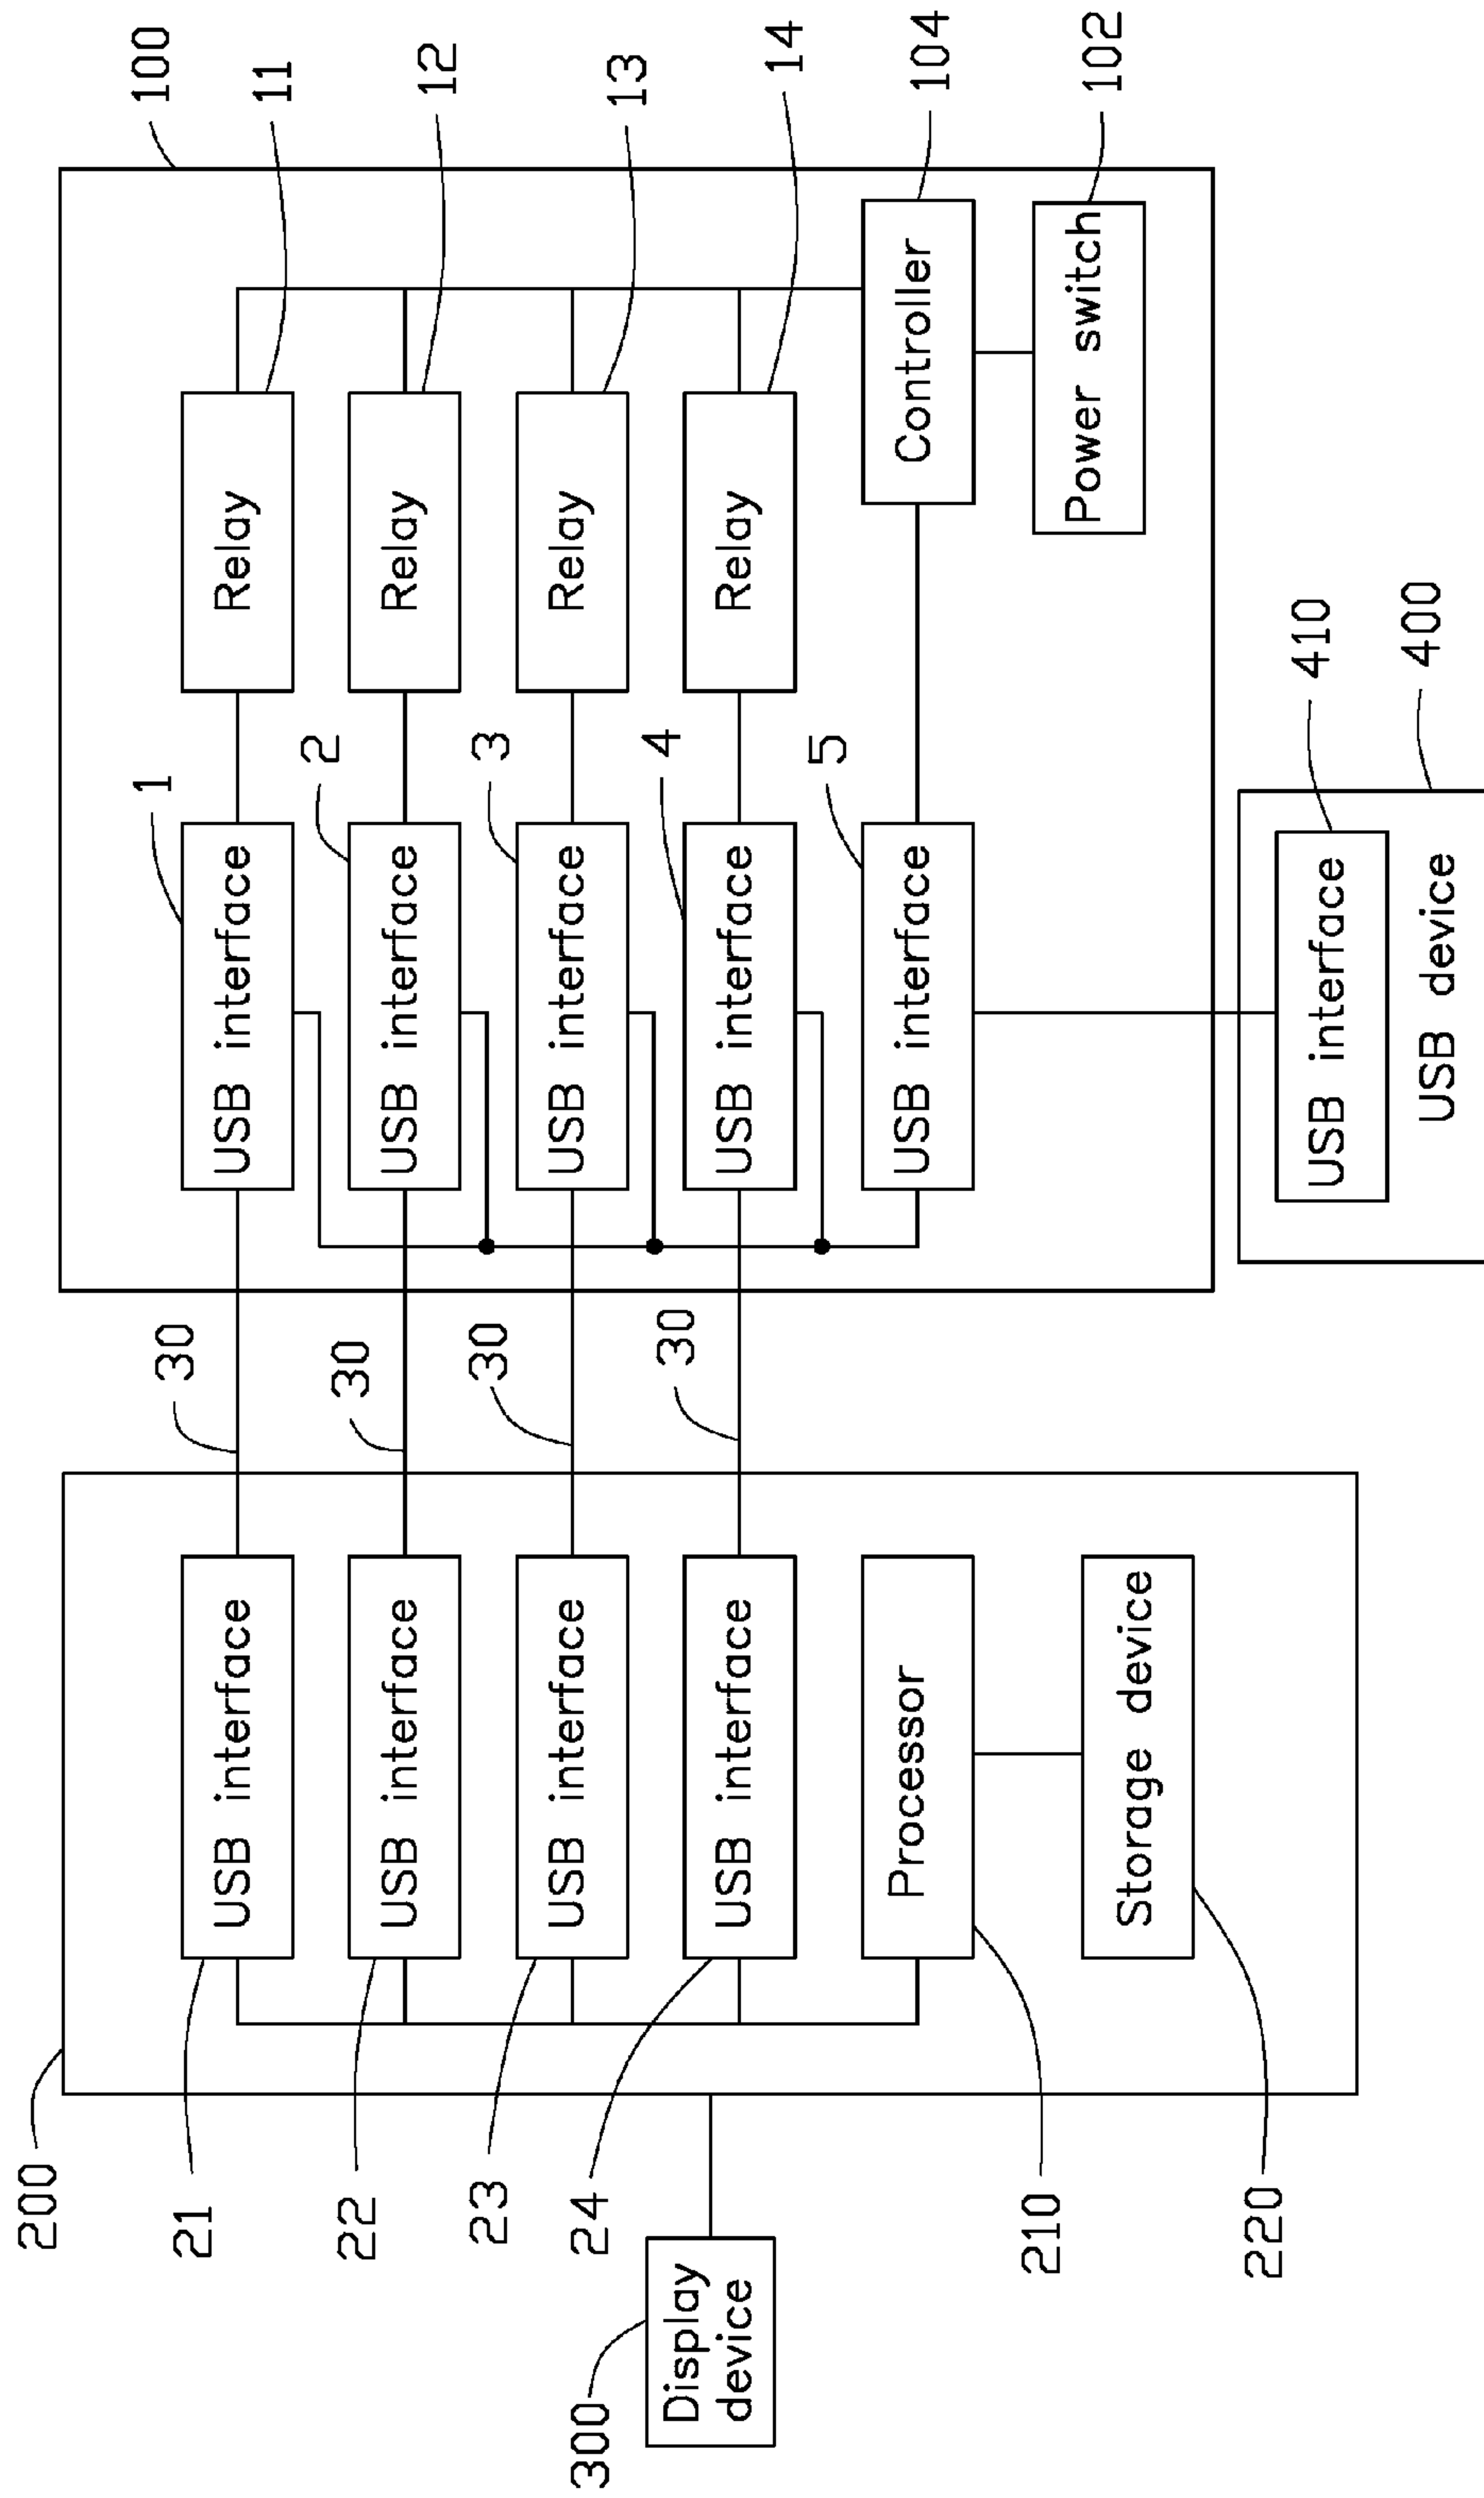 200
21
USB interface
30
1
USB interface
Relay
11
100
22
USB interface
30
2
USB interface
Relay
12
23
USB interface
30
3
USB interface
Relay
13
24
USB interface
30
4
USB interface
Relay
14
300
Display
device
210
Processor
5
USB interface
Controller
104
220
Storage device
Power switch
102
USB interface
410
USB device
400